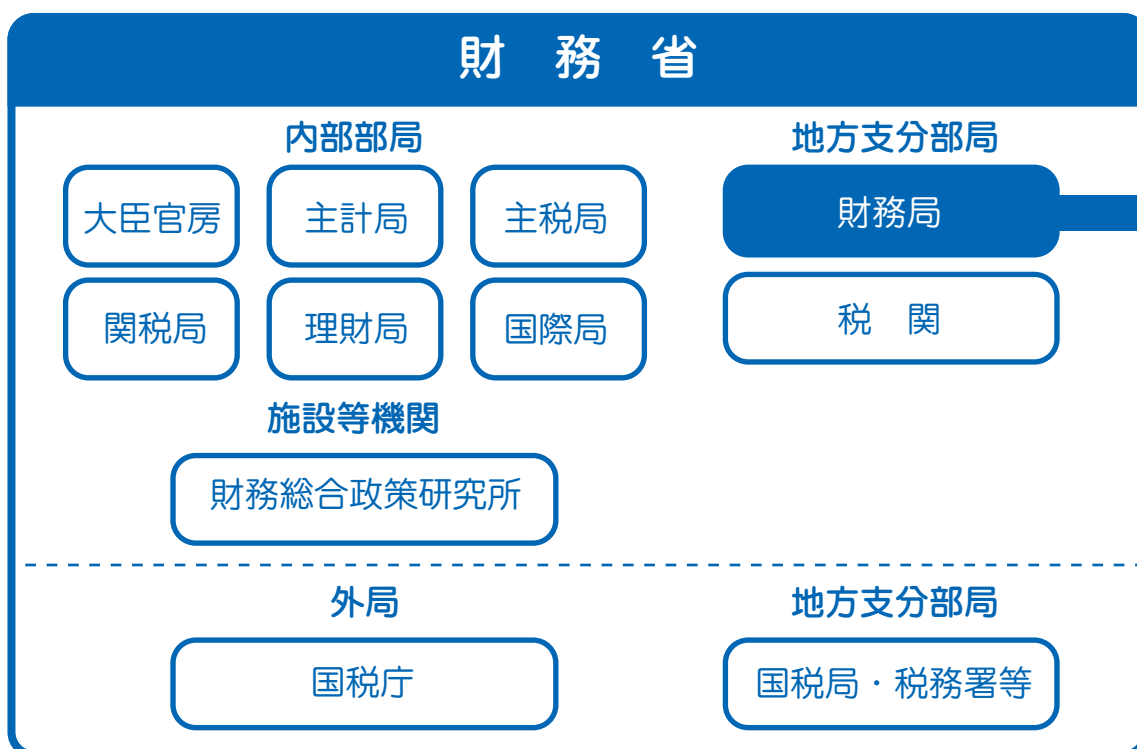 財 務 省
内部部局
大臣官房 主計局 主税局
関税局 理財局 国際局
施設等機関
財務総合政策研究所
地方支分部局
財務局
税 関
外局
国税庁
地方支分部局
国税局・税務署等